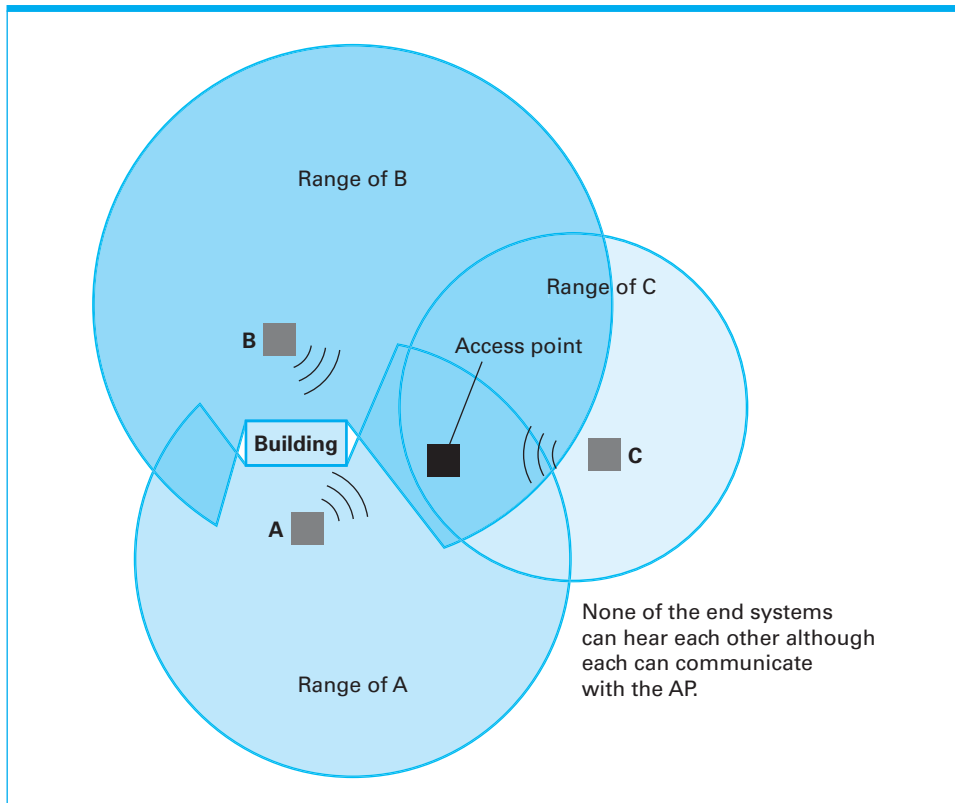 Range of B
Range of C
B
Access point
Building
C
A
None of the end systems
can hear each other although
each can communicate
with the AP.
Range of A